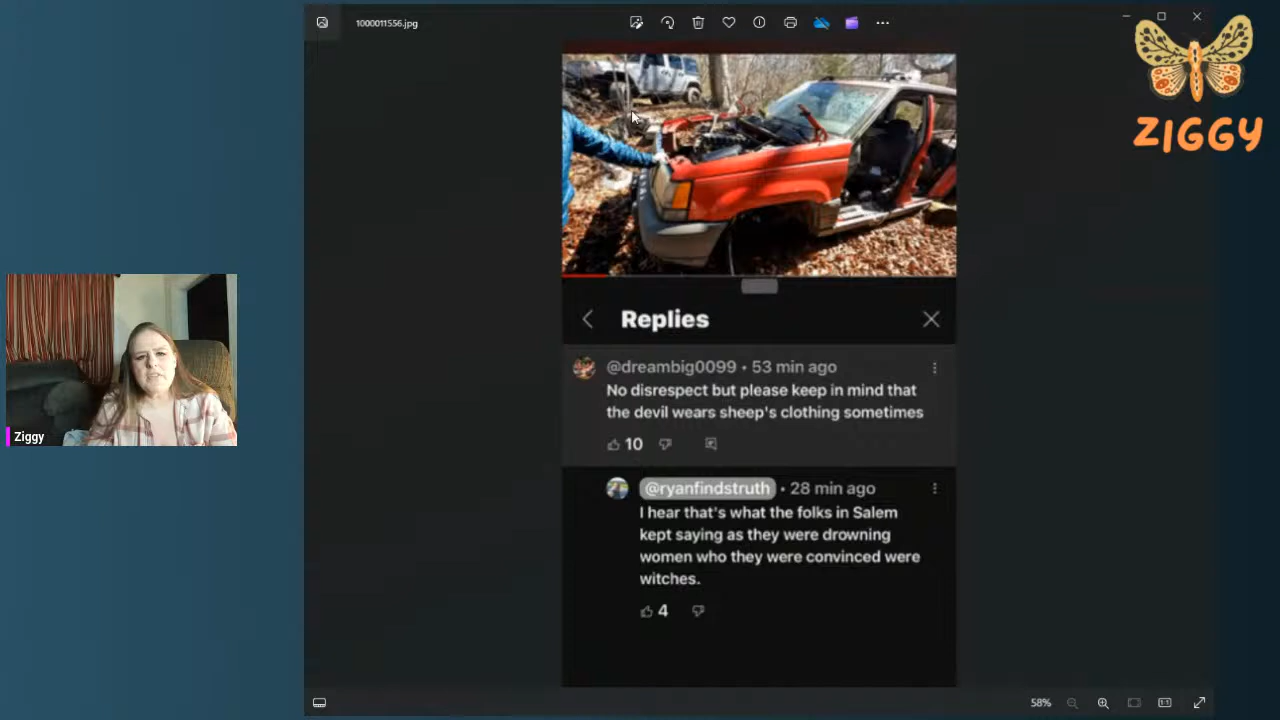 1000011556.jpg
ZIGGY
Replies
@dreambig0099 • 53 min ago
No disrespect but please keep in mind that
the devil wears sheep's clothing sometimes
10
@ryanfindstruth • 28 min ago
I hear that's what the folks in Salem
kept saying as they were drowning
women who they were convinced were
witches.
4
Ziggy
58%